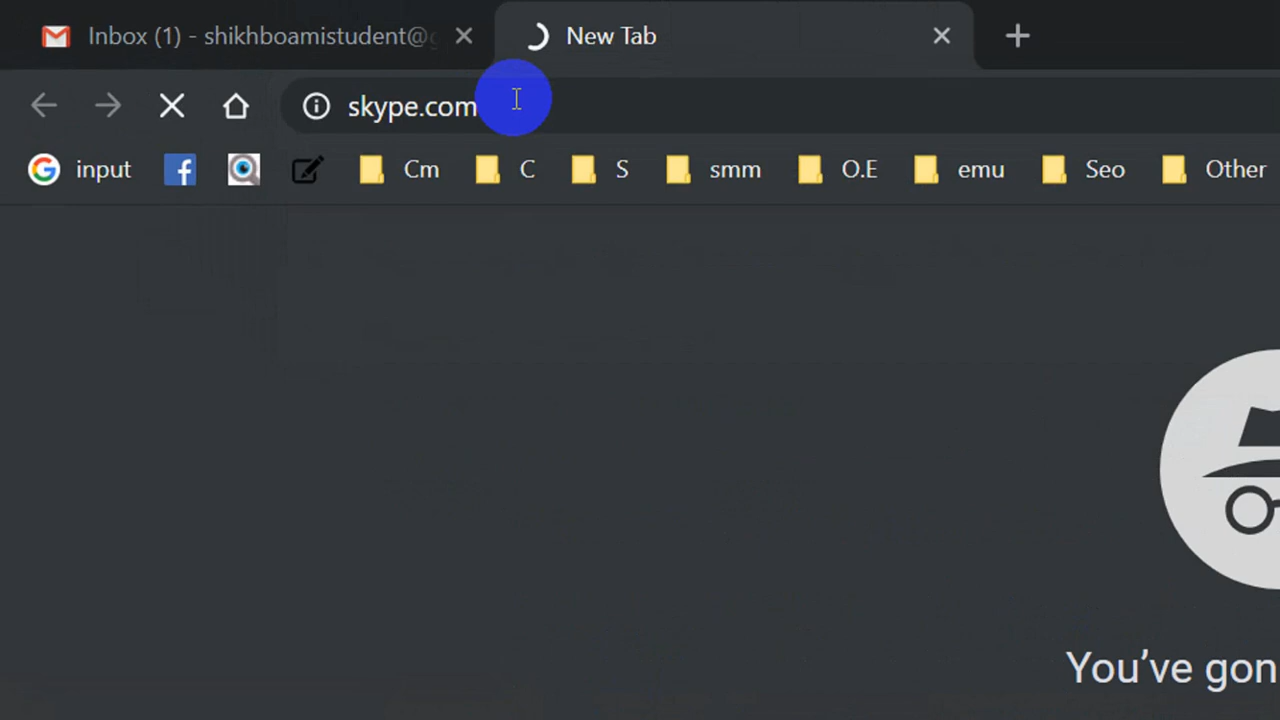 Inbox (1) - shikhboamistudent@
New Tab
skype.com
input Cm C S smm O.E emu Seo Other
You've gon